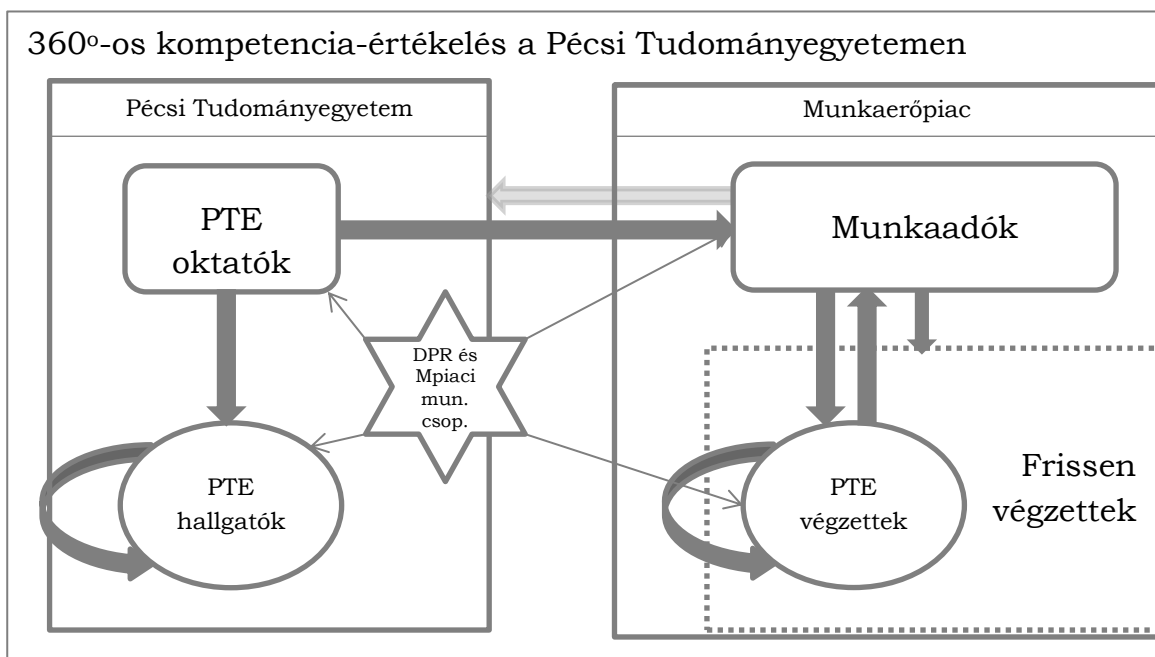 360º-os kompetencia-értékelés a Pécsi Tudományegyetemen
Pécsi Tudományegyetem
Munkaerőpiac
PTE
oktatók
Munkaadók
DPR és
Mpiaci
mun.
csop.
PTE
hallgatók
PTE
végzettek
Frissen
végzettek